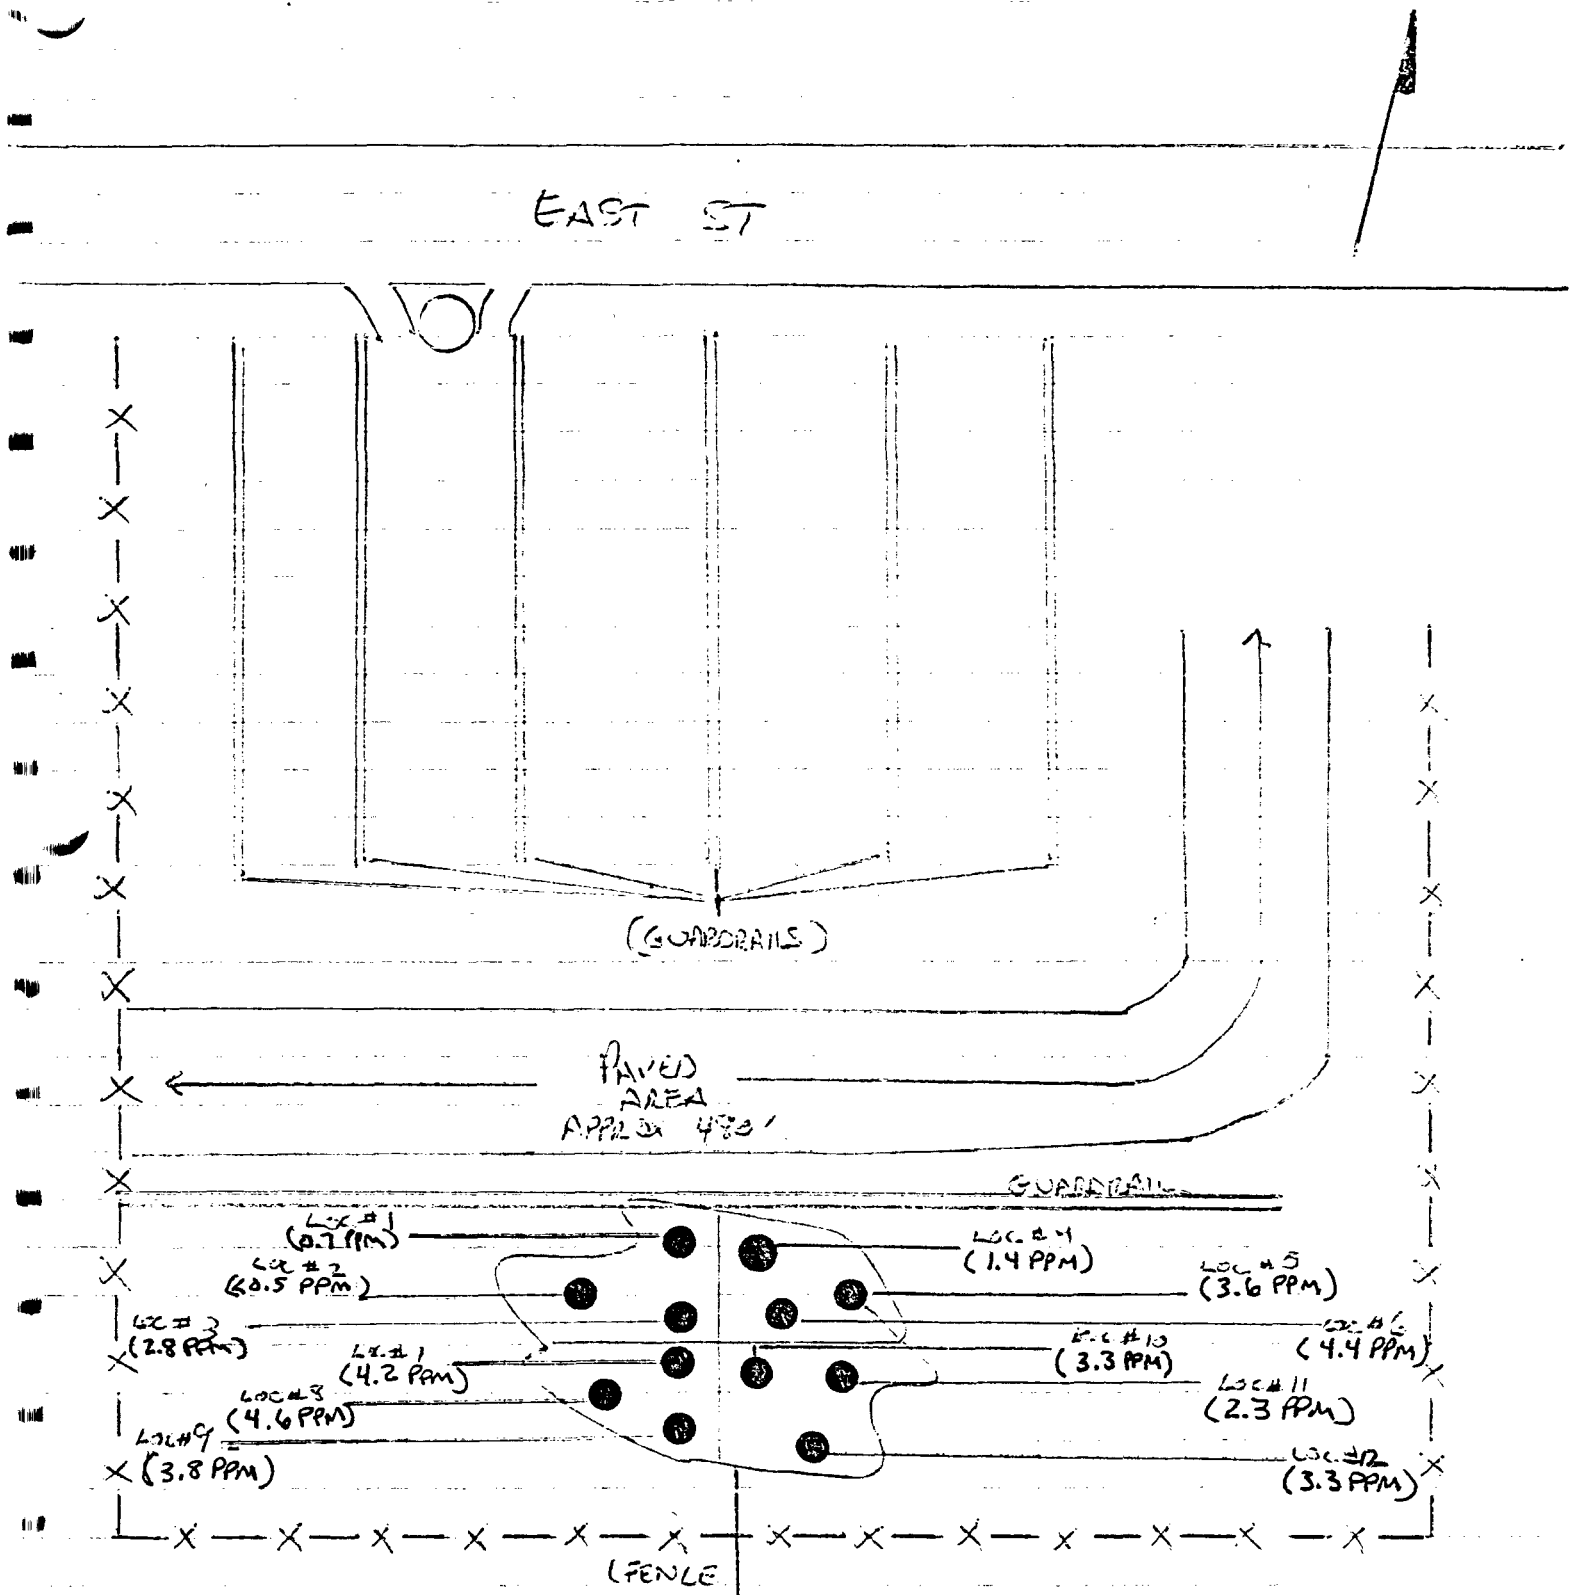 EAST ST
(GUARDRAILS)
PAVED
AREA
APPROX 480'
GUARDRAIL
LOC #1
(0.7 PPM)
LOC #2
(<0.5 PPM)
LOC #3
(2.8 PPM)
LOC #
(4.2 PPM)
LOC #8
(4.6 PPM)
LOC #9
(3.8 PPM)
LOC. #4
(1.4 PPM)
LOC #5
(3.6 PPM)
LOC #6
(4.4 PPM)
LOC #10
(3.3 PPM)
LOC #11
(2.3 PPM)
LOC. #12
(3.3 PPM)
(FENCE